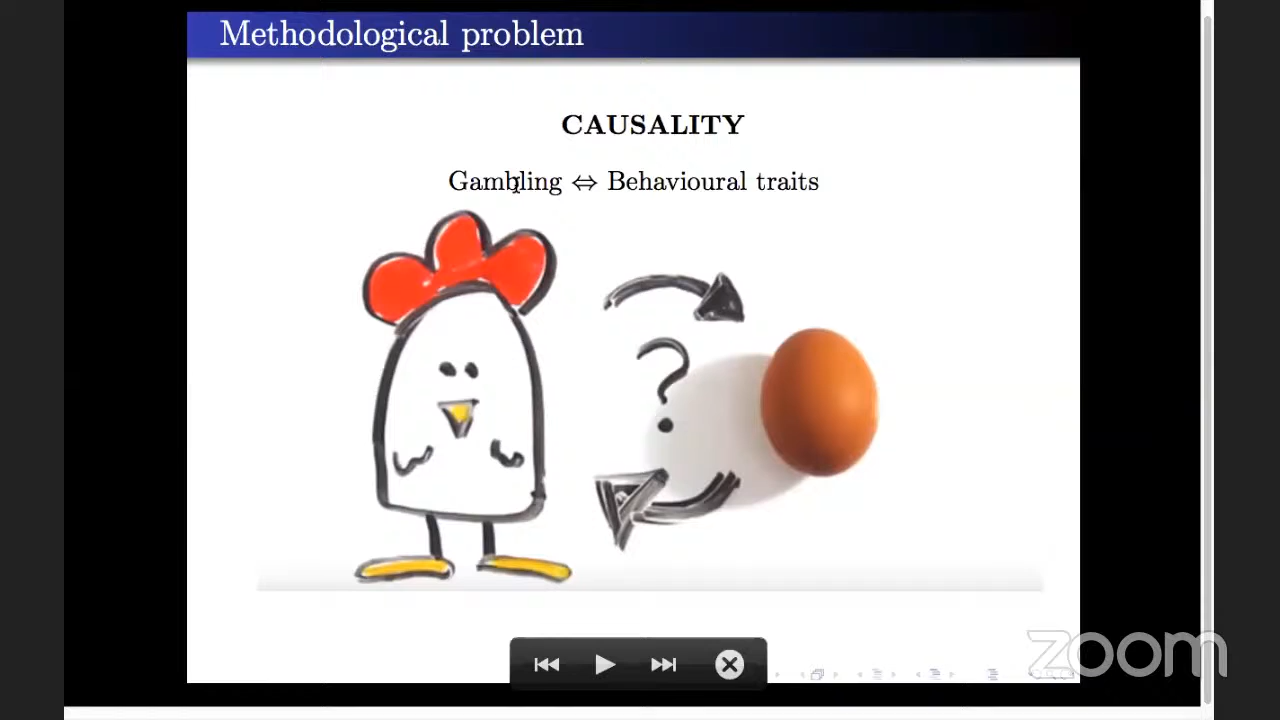 Methodological problem
CAUSALITY
Gambling ⇔ Behavioural traits
?
zoom